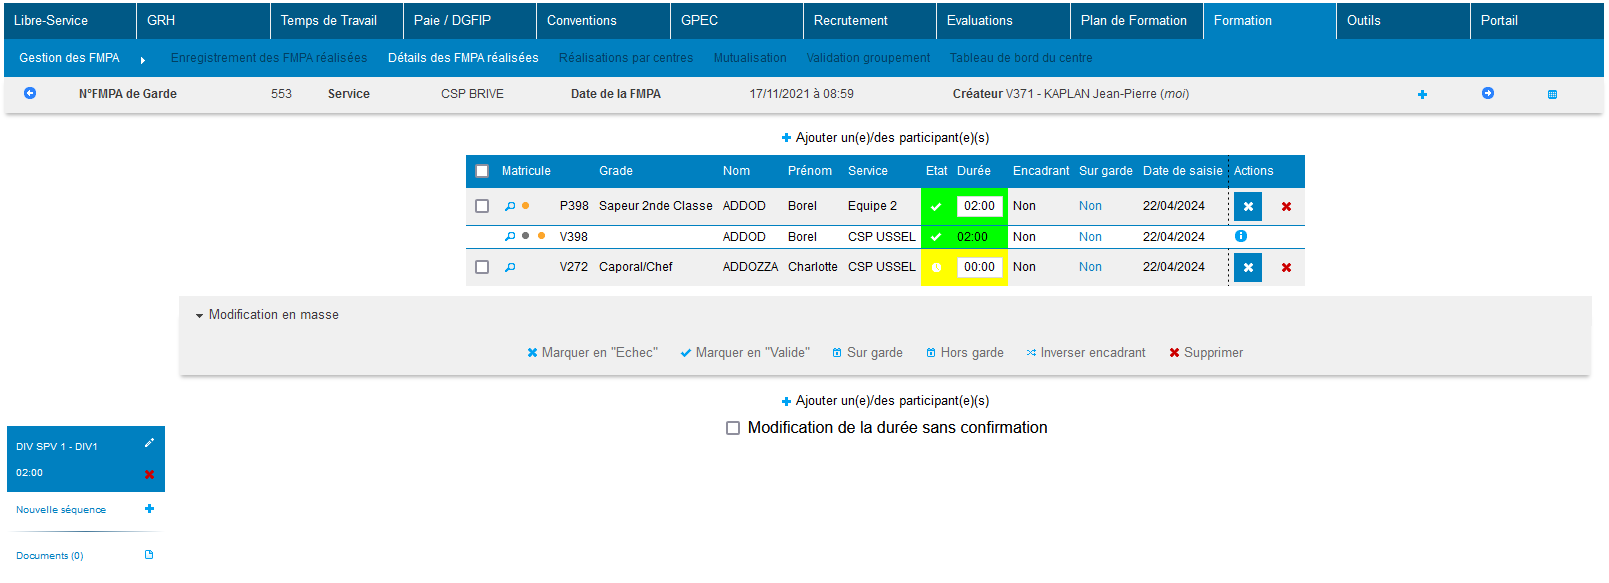 Libre-Service GRH Temps de Travail Paie / DGFIP Conventions GPEC Recrutement Evaluations Plan de Formation Formation Outils Portail
Gestion des FMPA Enregistrement des FMPA réalisées Détails des FMPA réalisées Réalisations par centres Mutualisation Validation groupement Tableau de bord du centre
N°FMPA de Garde 553 Service CSP BRIVE Date de la FMPA 17/11/2021 à 08:59 Créateur V371 - KAPLAN Jean-Pierre (moi)
Ajouter un(e)/des participant(e)(s)
Matricule Grade Nom Prénom Service Etat Durée Encadrant Sur garde Date de saisie Actions
P398 Sapeur 2nde Classe ADDOD Borel Equipe 2 02:00 Non Non 22/04/2024
V398 ADDOD Borel CSP USSEL 02:00 Non Non 22/04/2024
V272 Caporal/Chef ADDOZZA Charlotte CSP USSEL 00:00 Non Non 22/04/2024
Modification en masse
Marquer en "Echec" Marquer en "Valide" Sur garde Hors garde Inverser encadrant Supprimer
Ajouter un(e)/des participant(e)(s)
Modification de la durée sans confirmation
DIV SPV 1 - DIV1
02:00
Nouvelle séquence
Documents (0)